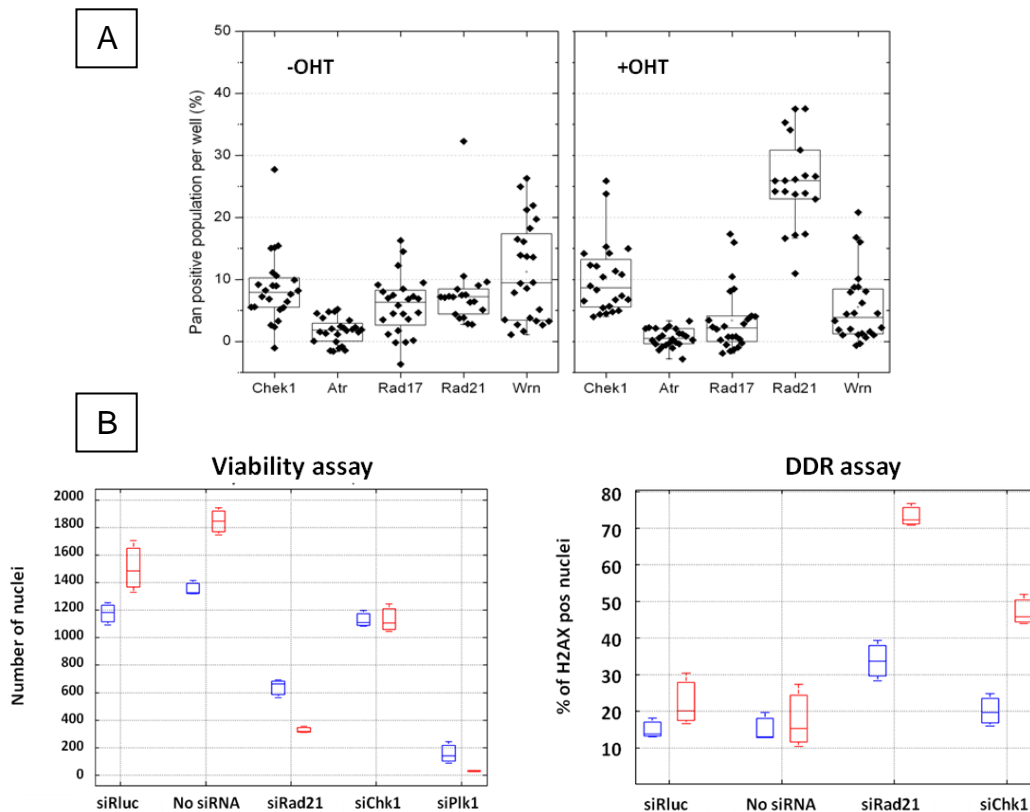 A
-OHT
+OHT
Pan positive population per well (%)
50
40
30
20
10
0
Chek1 Atr Rad17 Rad21 Wrn
Chek1 Atr Rad17 Rad21 Wrn
B
Viability assay
Number of nuclei
2000
1800
1600
1400
1200
1000
800
600
400
200
0
siRluc No siRNA siRad21 siChk1 siPlk1
DDR assay
% of H2AX pos nuclei
80
70
60
50
40
30
20
10
siRluc No siRNA siRad21 siChk1